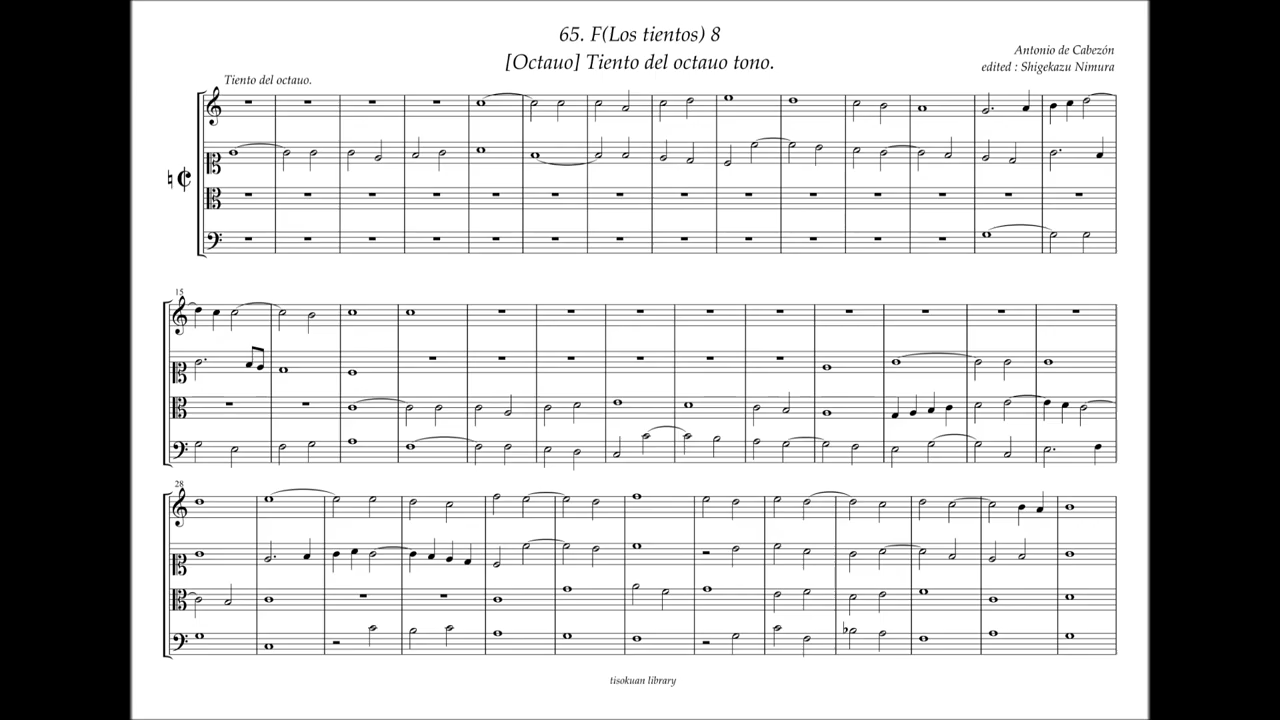 65. F(Los tientos) 8
[Octauo] Tiento del octauo tono.
Antonio de Cabezón
edited : Shigekazu Nimura
Tiento del octauo.
15
28
tisokuan library